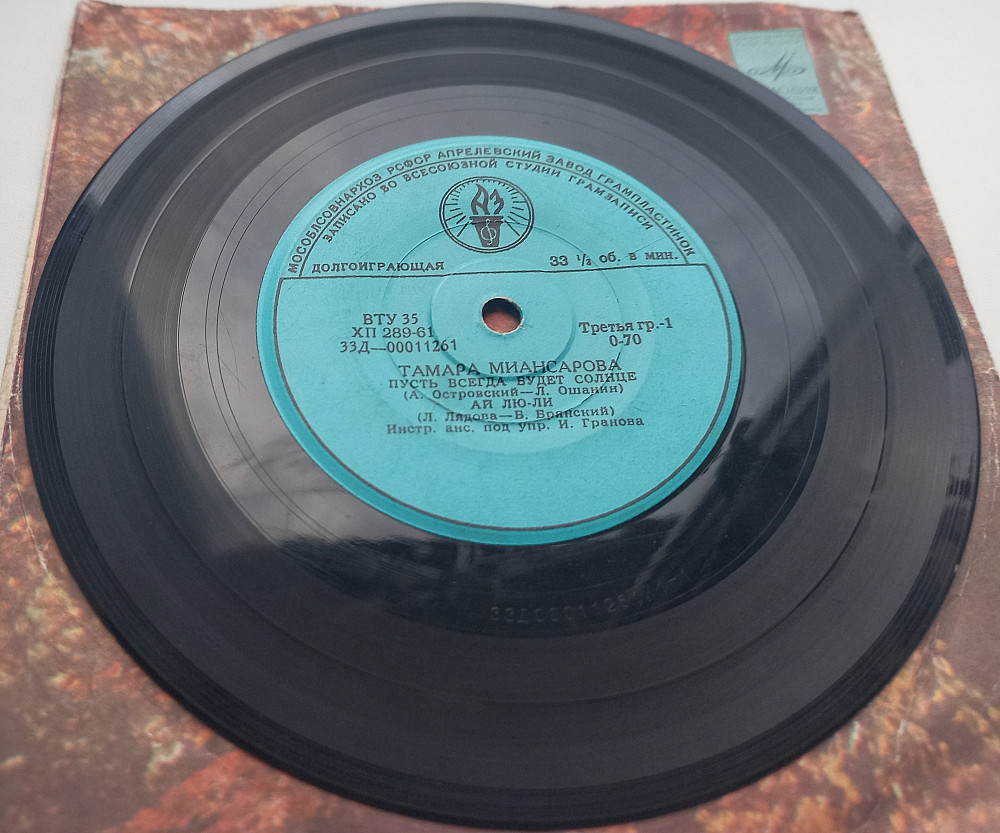 МОСОБЛСОВНАРХОЗ РСФСР АПРЕЛЕВСКИЙ ЗАВОД ГРАМПЛАСТИНОК
ЗАПИСАНО ВО ВСЕСОЮЗНОЙ СТУДИИ ГРАМЗАПИСИ
АЗ
ДОЛГОИГРАЮЩАЯ
33 1/3 об. в мин.
ВТУ 35
ХП 289-61
33Д—00011261
Третья гр.-1
0-70
ТАМАРА МИАНСАРОВА
ПУСТЬ ВСЕГДА БУДЕТ СОЛНЦЕ
(А. Островский—Л. Ошанин)
АЙ ЛЮ-ЛИ
(Л. Лядова—Б. Брянский)
Инстр. анс. под упр. И. Гранова